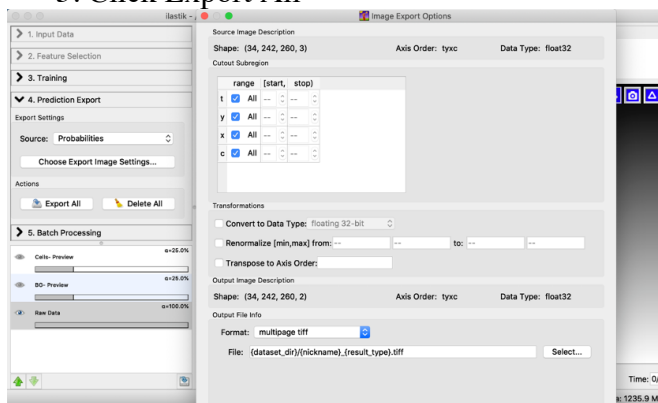 3. Click Export All
ilastik -
Image Export Options
1. Input Data
2. Feature Selection
3. Training
4. Prediction Export
Export Settings
Source: Probabilities
Choose Export Image Settings...
Actions
Export All
Delete All
5. Batch Processing
α=25.0%
Cells- Preview
α=25.0%
BG- Preview
α=100.0%
Raw Data
Source Image Description
Shape: (34, 242, 260, 3) Axis Order: tyxc Data Type: float32
Cutout Subregion
range [start, stop)
t All -- --
y All -- --
x All -- --
c All -- --
Transformations
Convert to Data Type: floating 32-bit
Renormalize [min,max] from: -- -- to: -- --
Transpose to Axis Order:
Output Image Description
Shape: (34, 242, 260, 2) Axis Order: tyxc Data Type: float32
Output File Info
Format: multipage tiff
File: {dataset_dir}/{nickname}_{result_type}.tiff Select...
Time: 0/
a: 1235.9 M